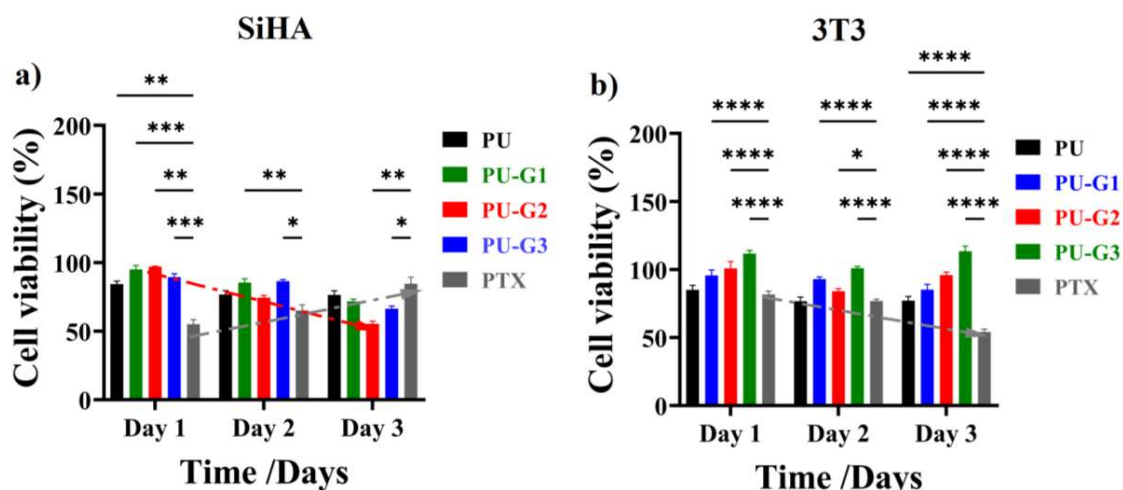 SiHA
a)
**
***
**
***
**
*
**
*
Cell viability (%)
200
150
100
50
0
Day 1 Day 2 Day 3
Time /Days
PU
PU-G1
PU-G2
PU-G3
PTX
3T3
b)
****
****
****
****
****
*
****
****
****
****
Cell viability (%)
200
150
100
50
0
Day 1 Day 2 Day 3
Time /Days
PU
PU-G1
PU-G2
PU-G3
PTX